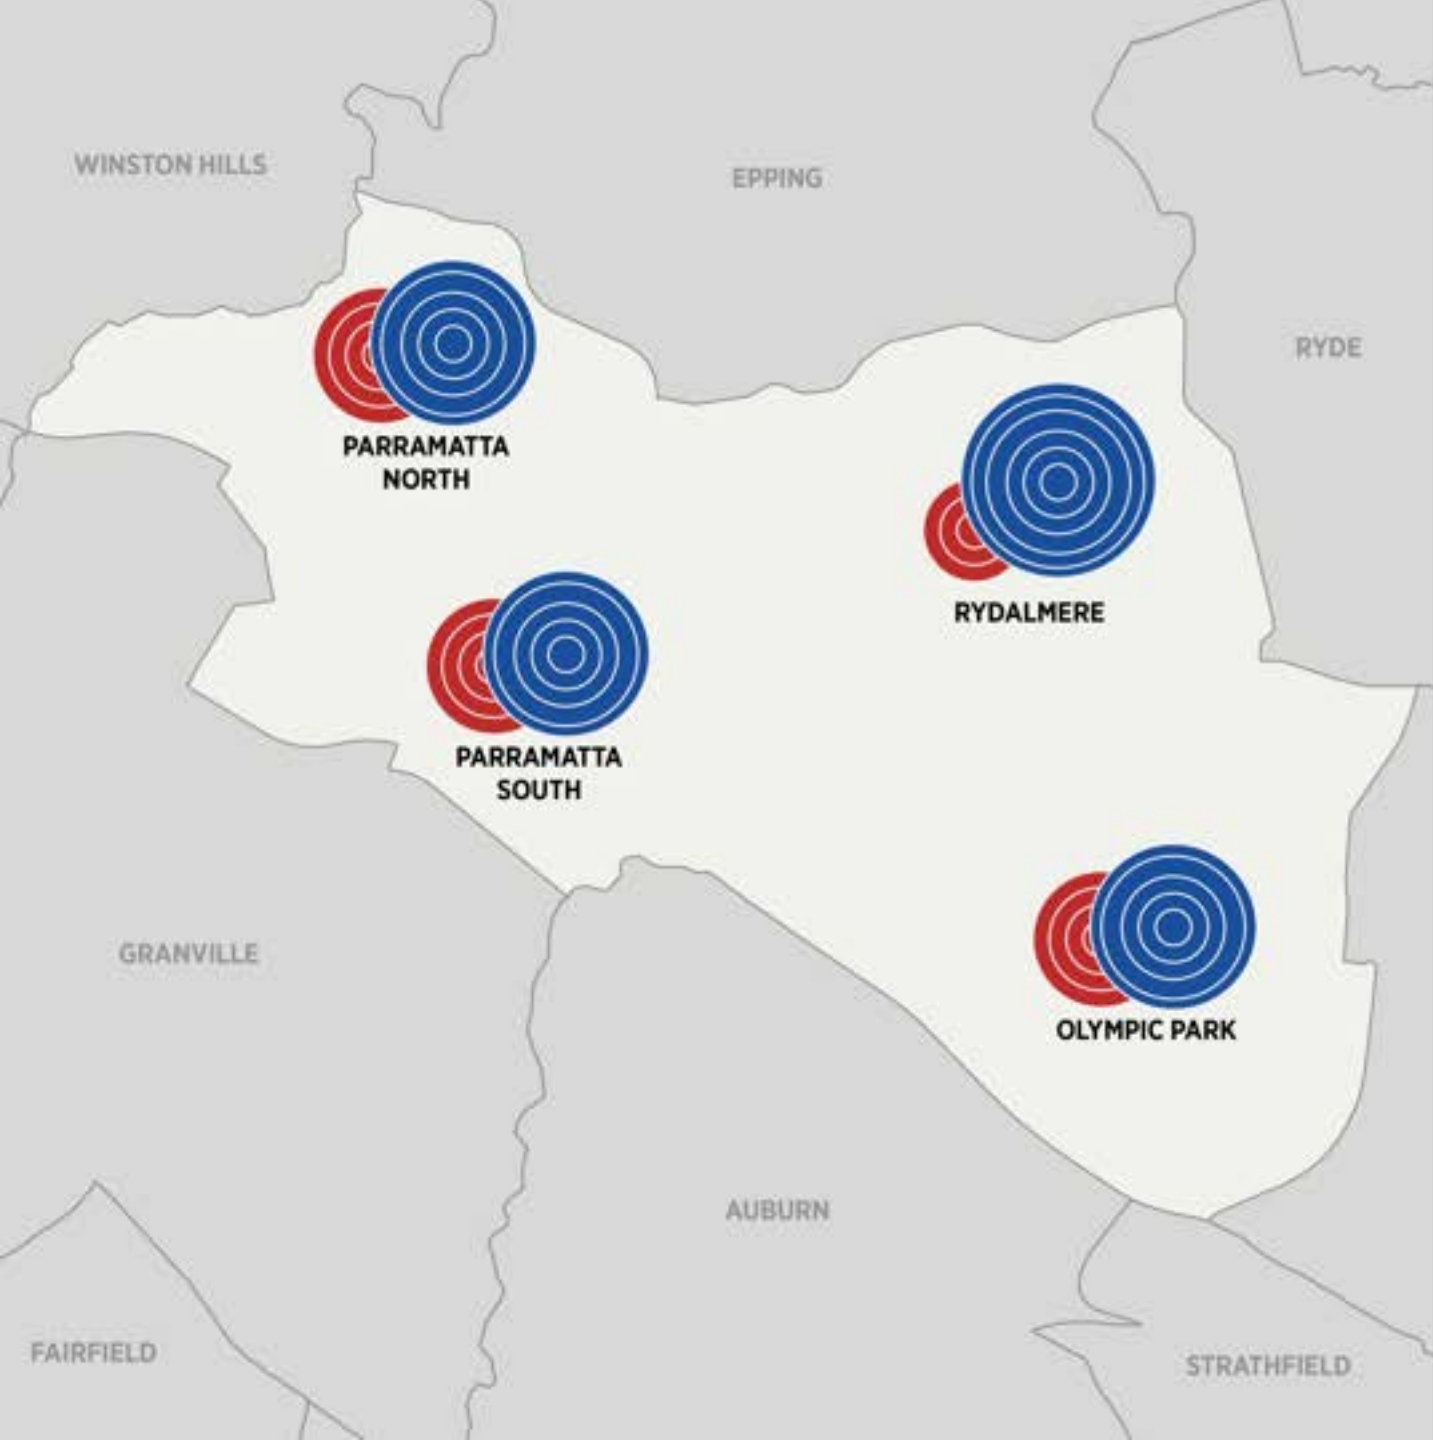 WINSTON HILLS
EPPING
RYDE
PARRAMATTA
NORTH
RYDALMERE
PARRAMATTA
SOUTH
GRANVILLE
OLYMPIC PARK
AUBURN
FAIRFIELD
STRATHFIELD